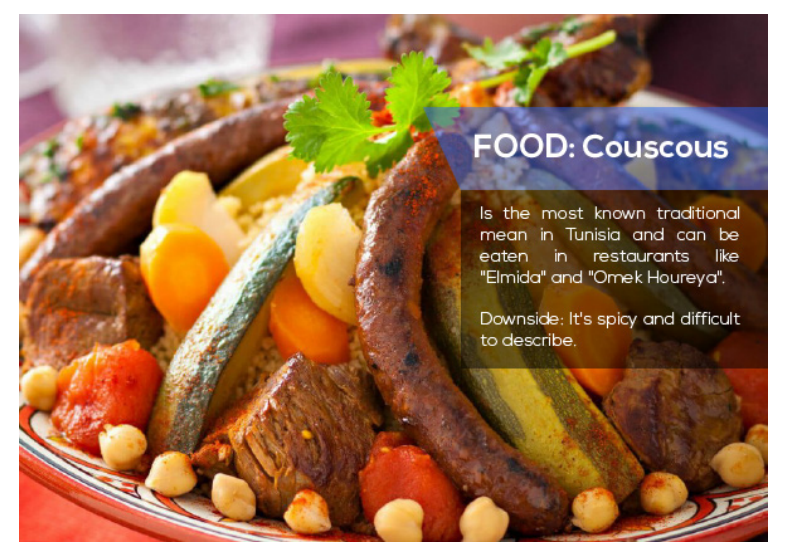 FOOD: Couscous
Is the most known traditional
mean in Tunisia and can be
eaten in restaurants like
"Elmida" and "Omek Houreya".
Downside: It's spicy and difficult
to describe.